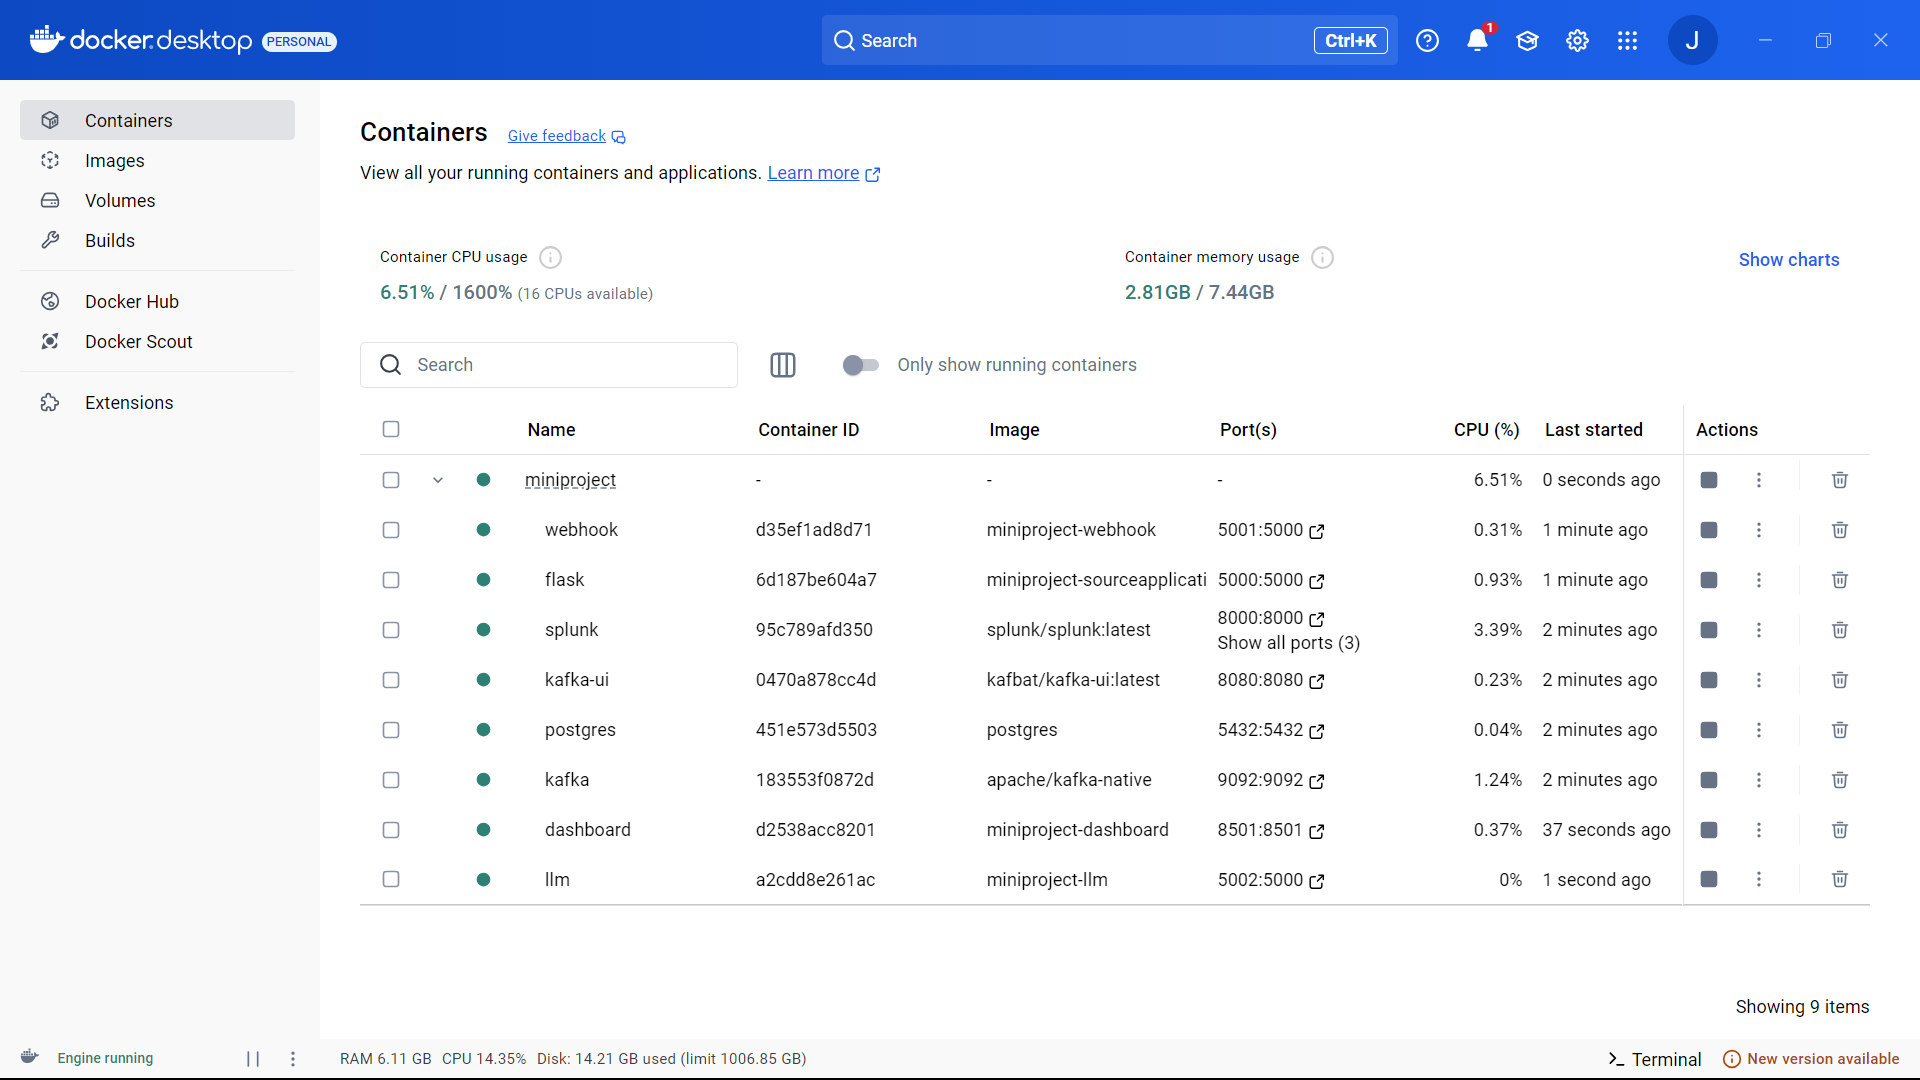 docker.desktop PERSONAL
Search Ctrl+K
1
J
Containers
Images
Volumes
Builds
Docker Hub
Docker Scout
Extensions
Containers Give feedback
View all your running containers and applications. Learn more
Container CPU usage
6.51% / 1600% (16 CPUs available)
Container memory usage
2.81GB / 7.44GB
Show charts
Search
Only show running containers
Name Container ID Image Port(s) CPU (%) Last started Actions
miniproject - - - 6.51% 0 seconds ago
webhook d35ef1ad8d71 miniproject-webhook 5001:5000 0.31% 1 minute ago
flask 6d187be604a7 miniproject-sourceapplicati 5000:5000 0.93% 1 minute ago
splunk 95c789afd350 splunk/splunk:latest 8000:8000 3.39% 2 minutes ago
Show all ports (3)
kafka-ui 0470a878cc4d kafbat/kafka-ui:latest 8080:8080 0.23% 2 minutes ago
postgres 451e573d5503 postgres 5432:5432 0.04% 2 minutes ago
kafka 183553f0872d apache/kafka-native 9092:9092 1.24% 2 minutes ago
dashboard d2538acc8201 miniproject-dashboard 8501:8501 0.37% 37 seconds ago
llm a2cdd8e261ac miniproject-llm 5002:5000 0% 1 second ago
Showing 9 items
Engine running
RAM 6.11 GB CPU 14.35% Disk: 14.21 GB used (limit 1006.85 GB)
Terminal
New version available